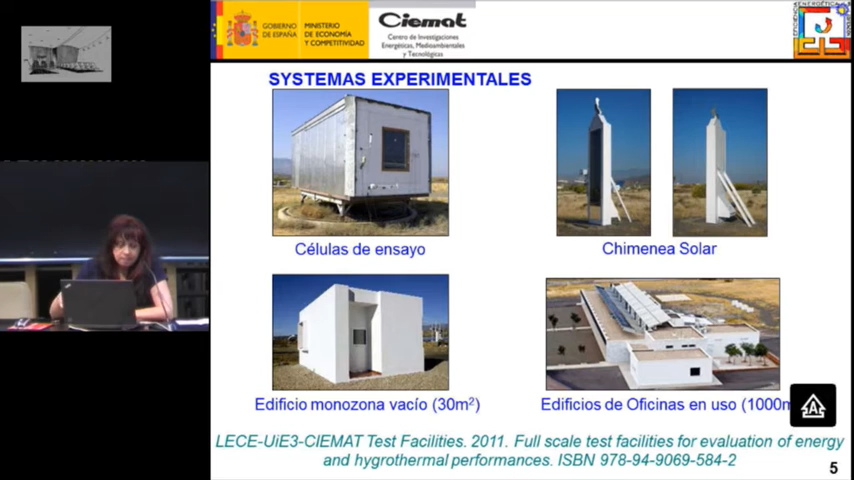 GOBIERNO
DE ESPAÑA
MINISTERIO
DE ECONOMÍA
Y COMPETITIVIDAD
Ciemat
Centro de Investigaciones
Energéticas, Medioambientales
y Tecnológicas
SYSTEMAS EXPERIMENTALES
Células de ensayo
Chimenea Solar
Edificio monozona vacío (30m²)
Edificios de Oficinas en uso (1000m
LECE-UiE3-CIEMAT Test Facilities. 2011. Full scale test facilities for evaluation of energy
and hygrothermal performances. ISBN 978-94-9069-584-2
5